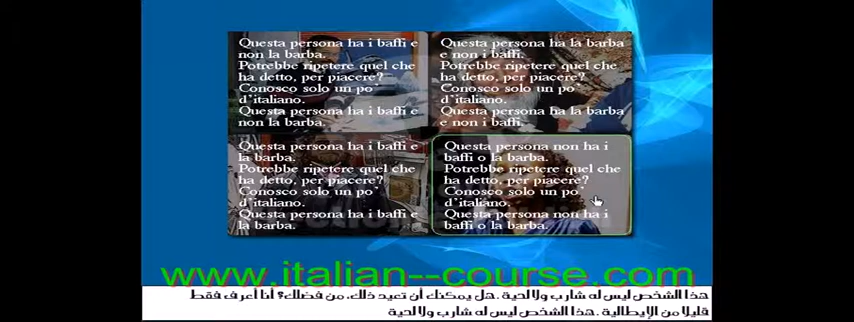 Questa persona ha i baffi e
non la barba.
Potrebbe ripetere quel che
ha detto, per piacere?
Conosco solo un po'
d'italiano.
Questa persona ha i baffi e
non la barba.
Questa persona ha la barba
e non i baffi.
Potrebbe ripetere quel che
ha detto, per piacere?
Conosco solo un po'
d'italiano.
Questa persona ha la barba
e non i baffi.
Questa persona ha i baffi e
la barba.
Potrebbe ripetere quel che
ha detto, per piacere?
Conosco solo un po'
d'italiano.
Questa persona ha i baffi e
la barba.
Questa persona non ha i
baffi o la barba.
Potrebbe ripetere quel che
ha detto, per piacere?
Conosco solo un po'
d'italiano.
Questa persona non ha i
baffi o la barba.
www.italian--course.com
هذا الشخص ليس له شارب ولا لحية .هل يمكنك أن تعيد ذلك، من فضلك؟ أنا أعرف فقط
قليلا من الإيطالية .هذا الشخص ليس له شارب ولا لحية